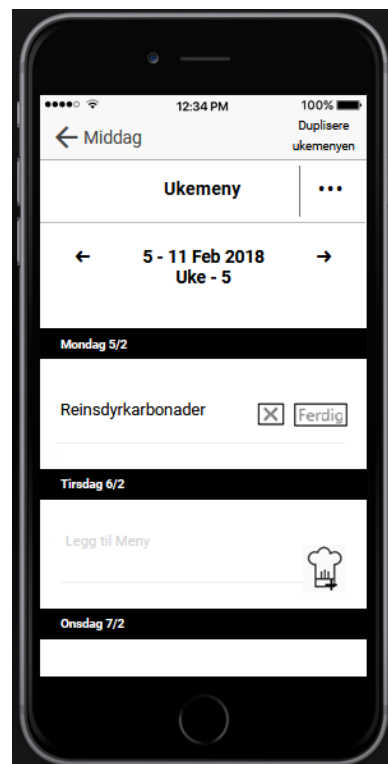 12:34 PM
100%
Middag
Duplisere
ukemenyen
Ukemeny
5 - 11 Feb 2018
Uke - 5
Mondag 5/2
Reinsdyrkarbonader
Ferdig
Tirsdag 6/2
Legg til Meny
Onsdag 7/2